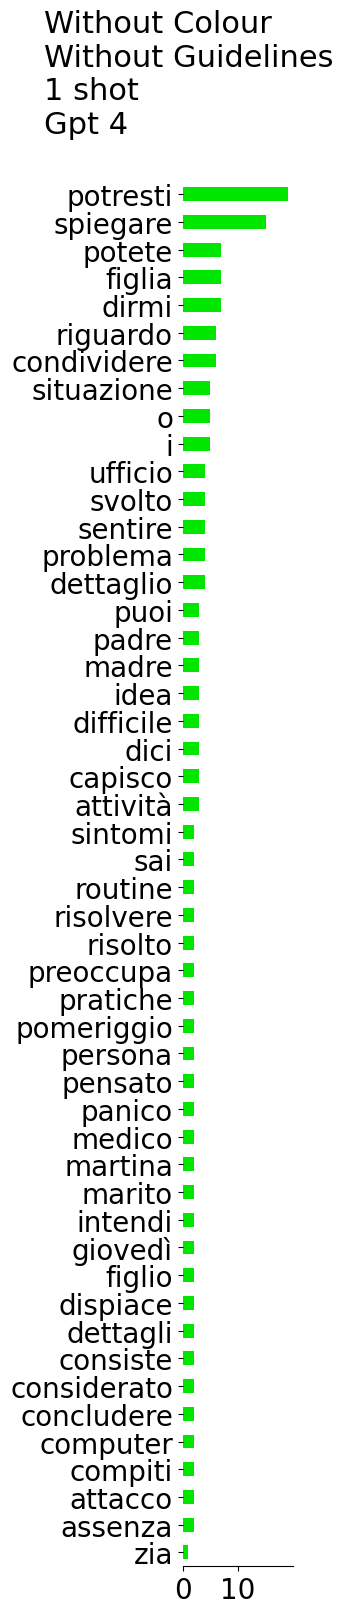 Without Colour
Without Guidelines
1 shot
Gpt 4
potresti
spiegare
potete
figlia
dirmi
riguardo
condividere
situazione
o
i
ufficio
svolto
sentire
problema
dettaglio
puoi
padre
madre
idea
difficile
dici
capisco
attività
sintomi
sai
routine
risolvere
risolto
preoccupa
pratiche
pomeriggio
persona
pensato
panico
medico
martina
marito
intendi
giovedì
figlio
dispiace
dettagli
consiste
considerato
concludere
computer
compiti
attacco
assenza
zia
0 10